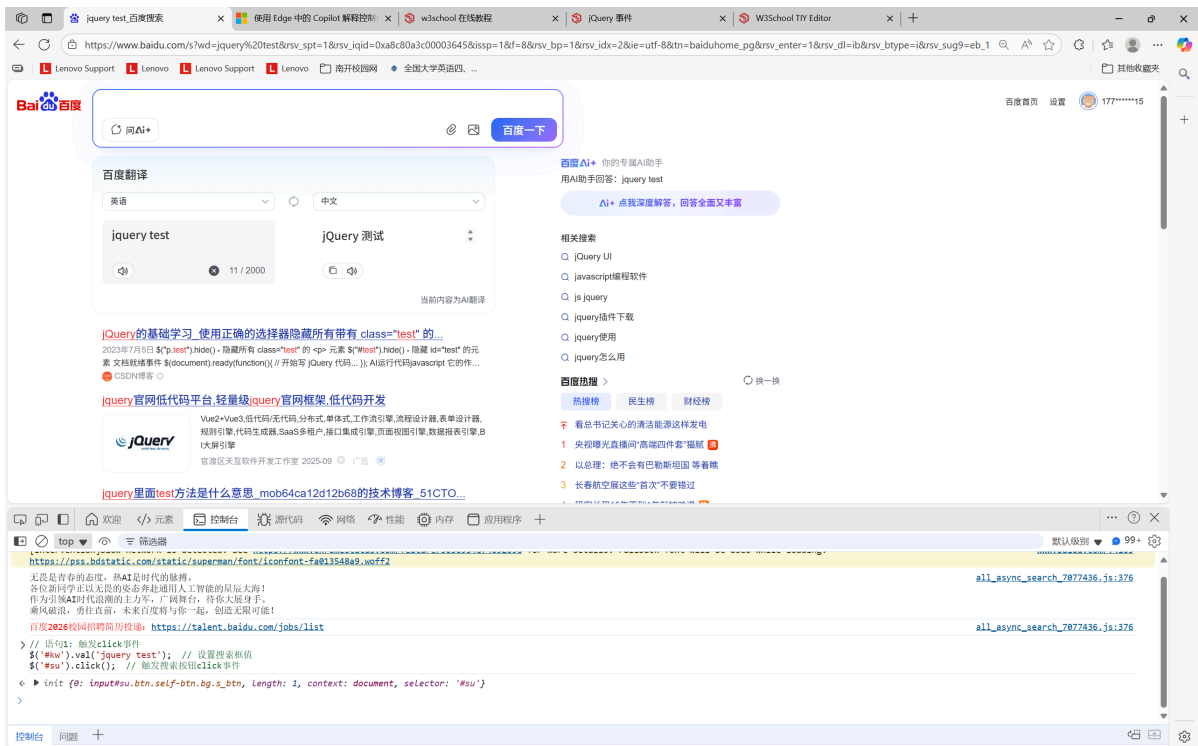 jquery test_百度搜索
使用 Edge 中的 Copilot 解释控制
w3school 在线教程
jQuery 事件
W3School TIY Editor
https://www.baidu.com/s?wd=jquery%20test&rsv_spt=1&rsv_iqid=0xa8c80a3c00003645&issp=1&f=8&rsv_bp=1&rsv_idx=2&ie=utf-8&tn=baiduhome_pg&rsv_enter=1&rsv_dl=ib&rsv_btype=i&rsv_sug9=eb_1
Lenovo Support
Lenovo
Lenovo Support
Lenovo
南开校园网
全国大学英语四、...
其他收藏夹
Bai du 百度
问Ai+
百度一下
百度首页 设置 177******15
百度翻译
英语
中文
jquery test
jQuery 测试
11 / 2000
当前内容为AI翻译
jQuery的基础学习_使用正确的选择器隐藏所有带有 class="test" 的...
2023年7月5日 $("p.test").hide() - 隐藏所有 class="test" 的 <p> 元素 $("#test").hide() - 隐藏 id="test" 的元
素 文档就绪事件 $(document).ready(function(){ // 开始写 jQuery 代码... }); AI运行代码javascript 它的作...
CSDN博客
jquery官网低代码平台,轻量级jquery官网框架,低代码开发
jQuery
Vue2+Vue3,低代码/无代码,分布式,单体式,工作流引擎,流程设计器,表单设计器,
规则引擎,代码生成器,SaaS多租户,接口集成引擎,页面视图引擎,数据报表引擎,B
I大屏引擎
官渡区天互软件开发工作室 2025-09 广告
jquery里面test方法是什么意思_mob64ca12d12b68的技术博客_51CTO...
百度Ai+ 你的专属AI助手
用AI助手回答：jquery test
Ai+ 点我深度解答，回答全面又丰富
相关搜索
jQuery UI
javascript编程软件
js jquery
jquery插件下载
jquery使用
jquery怎么用
百度热搜
换一换
热搜榜 民生榜 财经榜
看总书记关心的清洁能源这样发电
1 央视曝光直播间"高端四件套"猫腻 沸
2 以总理：绝不会有巴勒斯坦国 等着瞧
3 长春航空展这些"首次"不要错过
欢迎 元素 控制台 源代码 网络 性能 内存 应用程序
top 筛选器 默认级别 99+
https://pss.bdstatic.com/static/superman/font/iconfont-fa013548a9.woff2
无畏是青春的态度，热AI是时代的脉搏。 all_async_search_7077436.js:376
各位新同学正以无畏的姿态奔赴通用人工智能的星辰大海！
作为引领AI时代浪潮的主力军，广阔舞台，待你大展身手。
乘风破浪，勇往直前，未来百度将与你一起，创造无限可能！
百度2026校园招聘简历投递：https://talent.baidu.com/jobs/list all_async_search_7077436.js:376
// 语句1: 触发click事件
$('#kw').val('jquery test'); // 设置搜索框值
$('#su').click(); // 触发搜索按钮click事件
init {0: input#su.btn.self-btn.bg.s_btn, length: 1, context: document, selector: '#su'}
控制台 问题